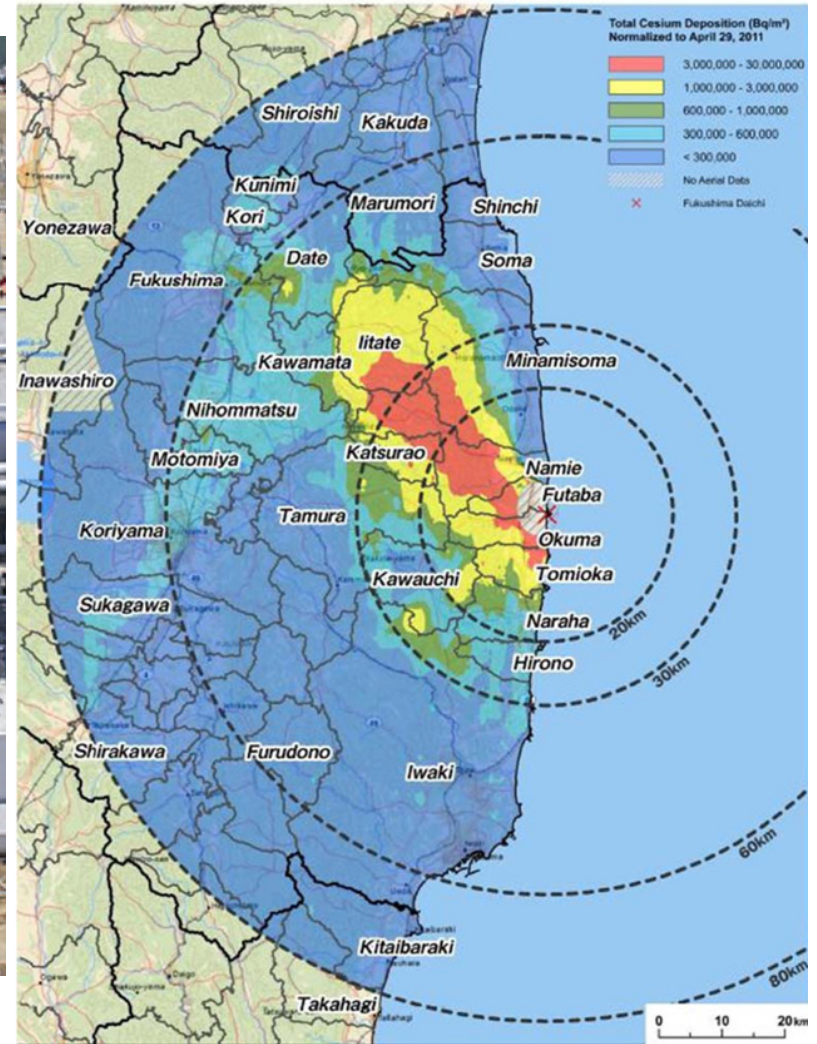 Total Cesium Deposition (Bq/m²)
Normalized to April 29, 2011
3,000,000 - 30,000,000
1,000,000 - 3,000,000
600,000 - 1,000,000
300,000 - 600,000
< 300,000
No Aerial Data
Fukushima Daichi
Shiroishi
Kakuda
Kunimi
Kori
Marumori
Shinchi
Yonezawa
Date
Soma
Fukushima
Iitate
Kawamata
Minamisoma
Inawashiro
Nihommatsu
Motomiya
Katsurao
Namie
Futaba
Koriyama
Tamura
Okuma
Kawauchi
Tomioka
Sukagawa
Naraha
20km
Hirono
30km
Shirakawa
Furudono
Iwaki
60km
Kitaibaraki
80km
Takahagi
0 10 20km